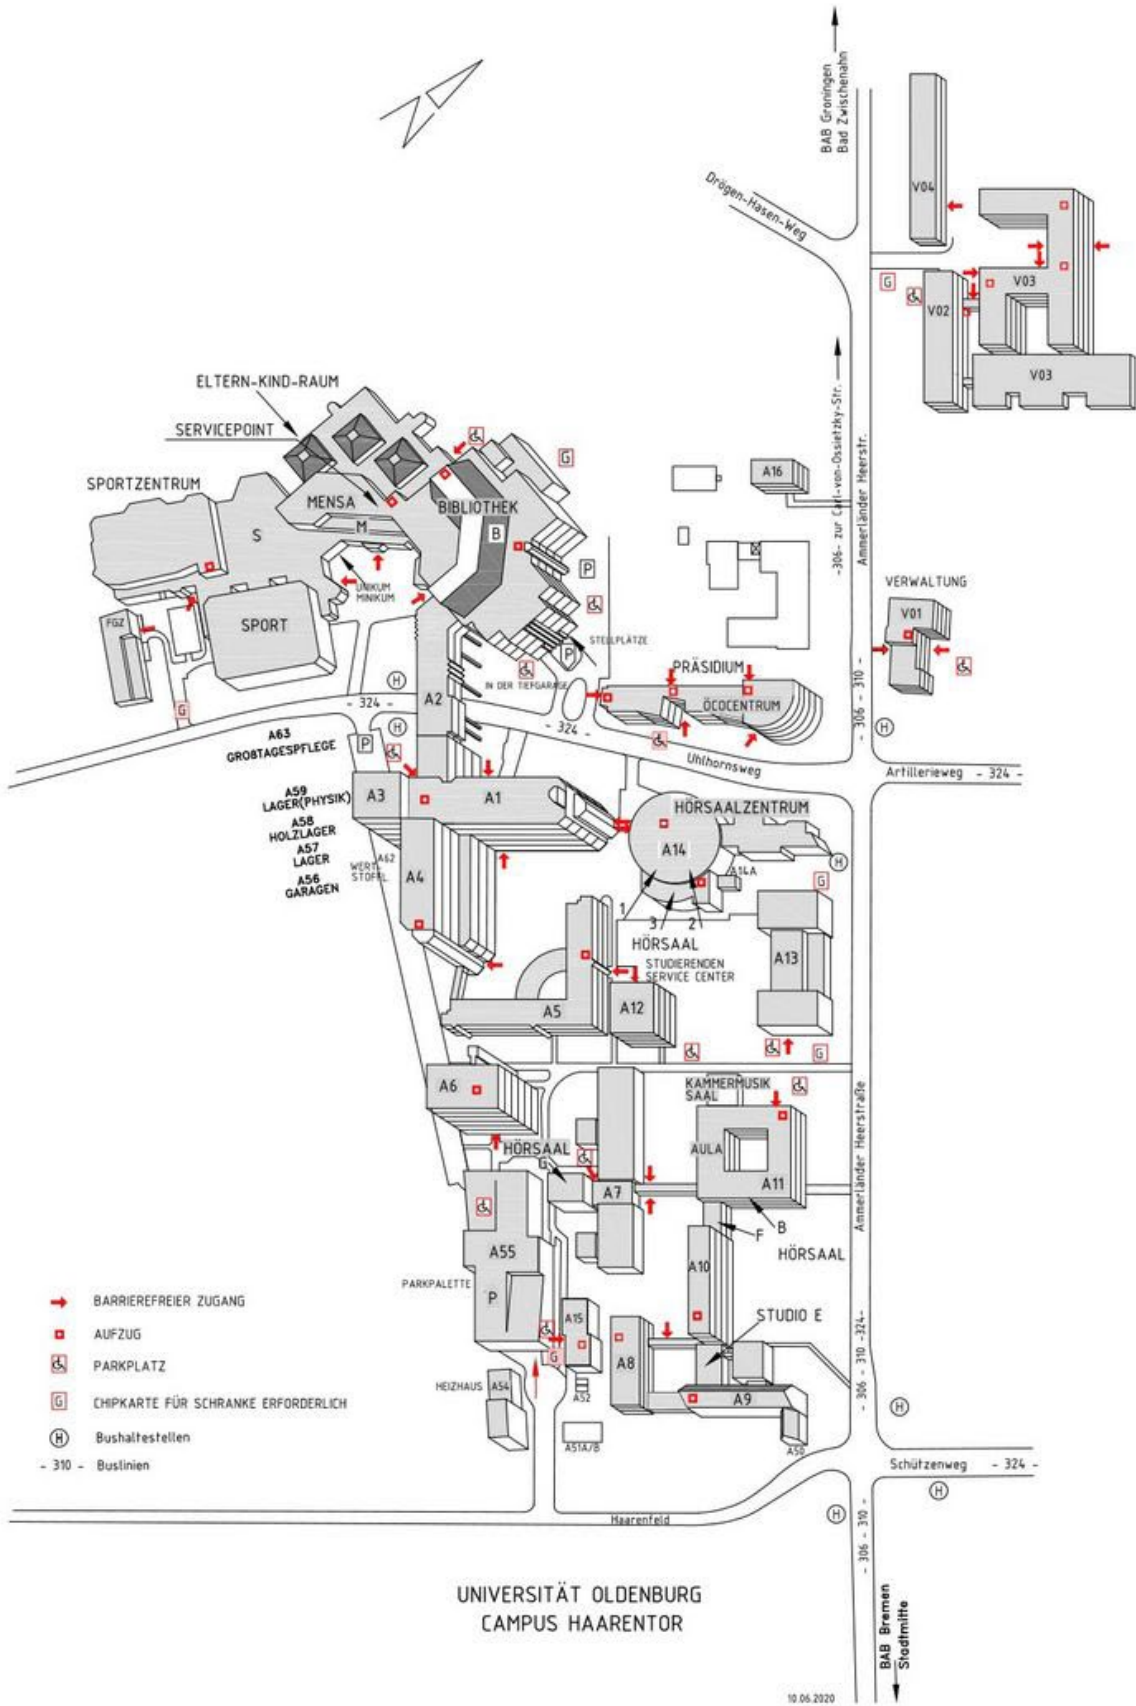 BAB Groningen
Bad Zwischenahn
Drögen-Hasen-Weg
V04
G
V03
V02
V03
-306- zur Carl-von-Ossietzky-Str.
Ammerländer Heerstr.
ELTERN-KIND-RAUM
SERVICEPOINT
SPORTZENTRUM
MENSA
M
S
BIBLIOTHEK
B
G
A16
P
UNIKUM
MINIKUM
FGZ
SPORT
VERWALTUNG
V01
STELLPLÄTZE
P
IN DER TIEFGARAGE
PRÄSIDIUM
ÖCOCENTRUM
- 306 - 310 -
H
G
H
- 324 -
A2
- 324 -
H
H
A63
GROßTAGESPFLEGE
P
Uhlhornsweg
Artillerieweg - 324 -
A59
LAGER(PHYSIK)
A58
HOLZLAGER
A57
LAGER
A56
GARAGEN
A3
A1
HÖRSAALZENTRUM
A14
H
A62
A4
A14A
G
1
3
2
HÖRSAAL
STUDIERENDEN
SERVICE CENTER
A13
A5
A12
G
A6
KAMMERMUSIK
SAAL
HÖRSAAL
G
AULA
A7
A11
Ammerländer Heerstraße
B
F
HÖRSAAL
A55
PARKPALETTE
P
A10
STUDIO E
A15
G
A8
- 306 - 310 -324-
HEIZHAUS
A54
A52
A9
A51A/B
A50
H
BARRIEREFREIER ZUGANG
AUFZUG
PARKPLATZ
G CHIPKARTE FÜR SCHRANKE ERFORDERLICH
H Bushaltestellen
- 310 - Buslinien
Schützenweg - 324 -
H
Haarenfeld
H
- 306 - 310 -
UNIVERSITÄT OLDENBURG
CAMPUS HAARENTOR
BAB Bremen
Stadtmitte
10.06.2020